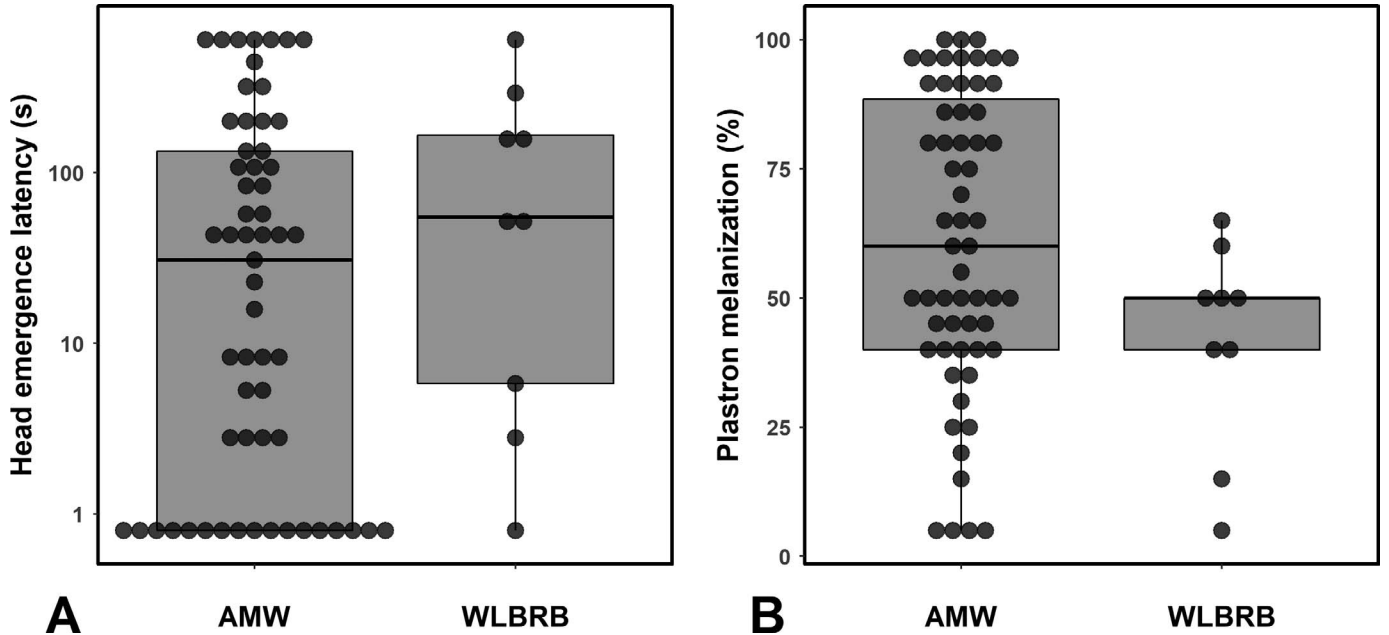 Head emergence latency (s)
100
10
1
A
AMW
WLBRB
Plastron melanization (%)
100
75
50
25
0
B
AMW
WLBRB